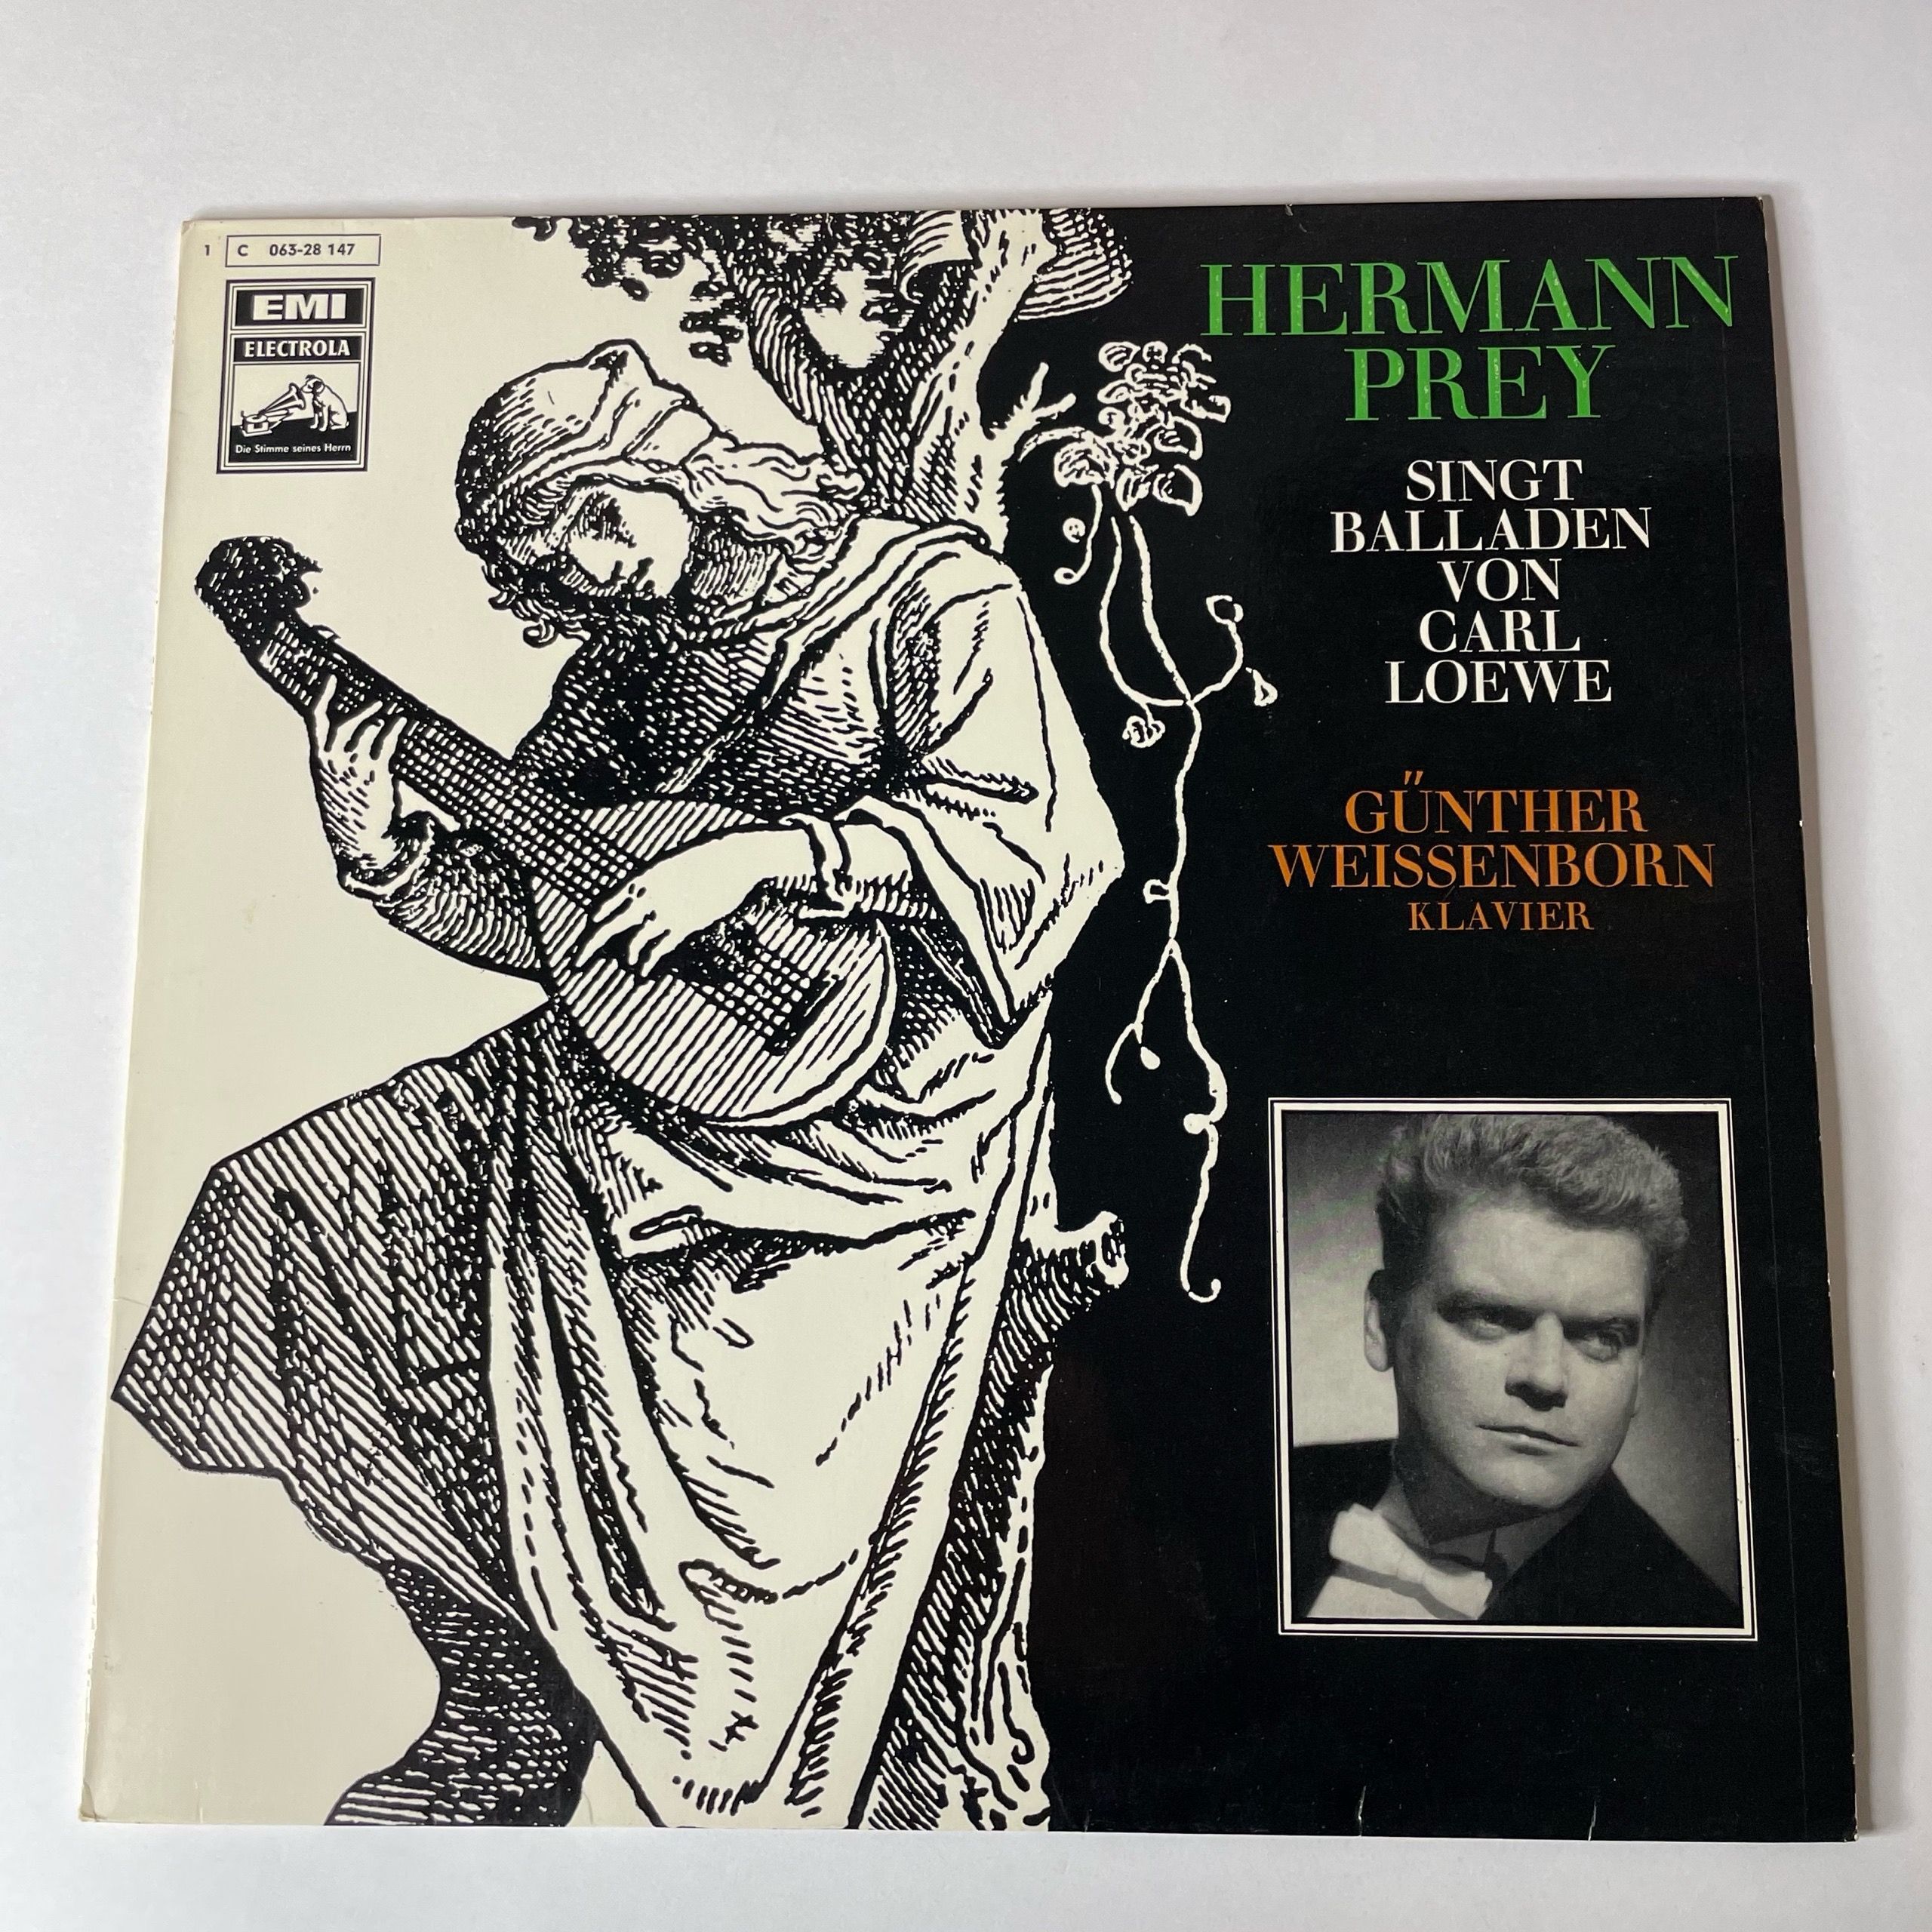 1 C 063-28 147
EMI
ELECTROLA
Die Stimme seines Herrn
HERMANN
PREY
SINGT
BALLADEN
VON
CARL
LOEWE
GÜNTHER
WEISSENBORN
KLAVIER